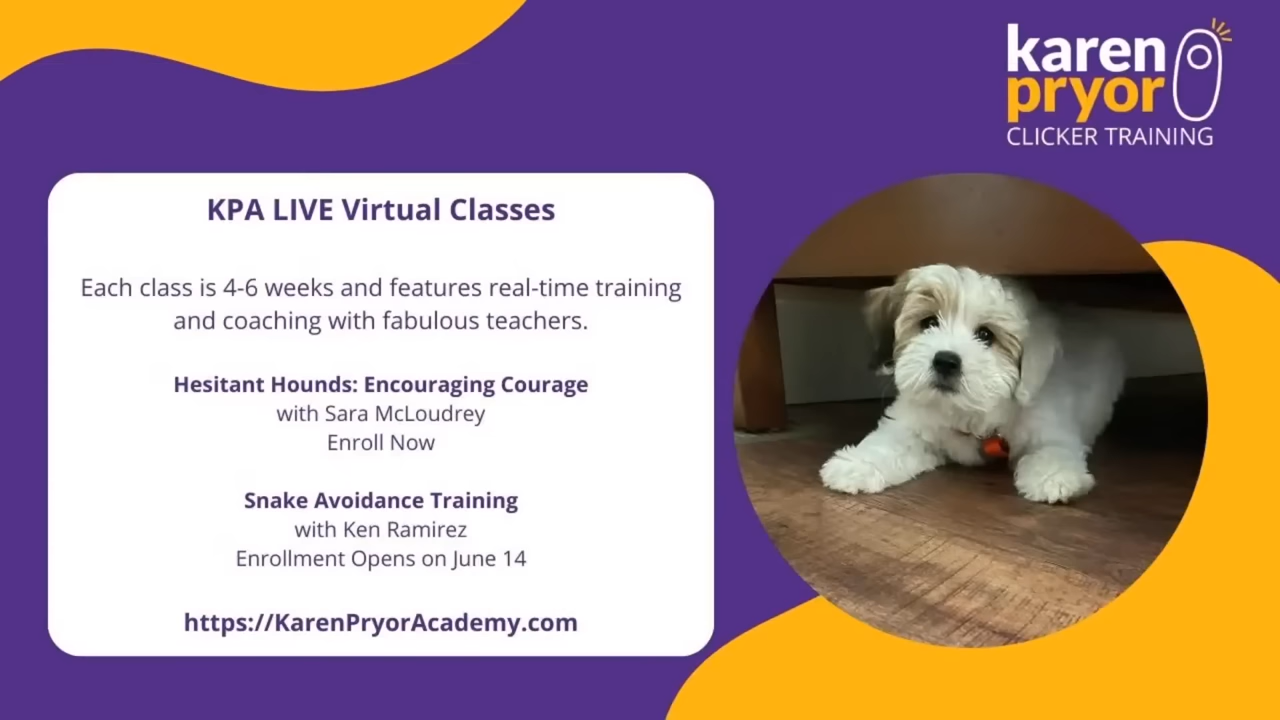 karen
pryor
CLICKER TRAINING
KPA LIVE Virtual Classes
Each class is 4-6 weeks and features real-time training
and coaching with fabulous teachers.
Hesitant Hounds: Encouraging Courage
with Sara McLoudrey
Enroll Now
Snake Avoidance Training
with Ken Ramirez
Enrollment Opens on June 14
https://KarenPryorAcademy.com